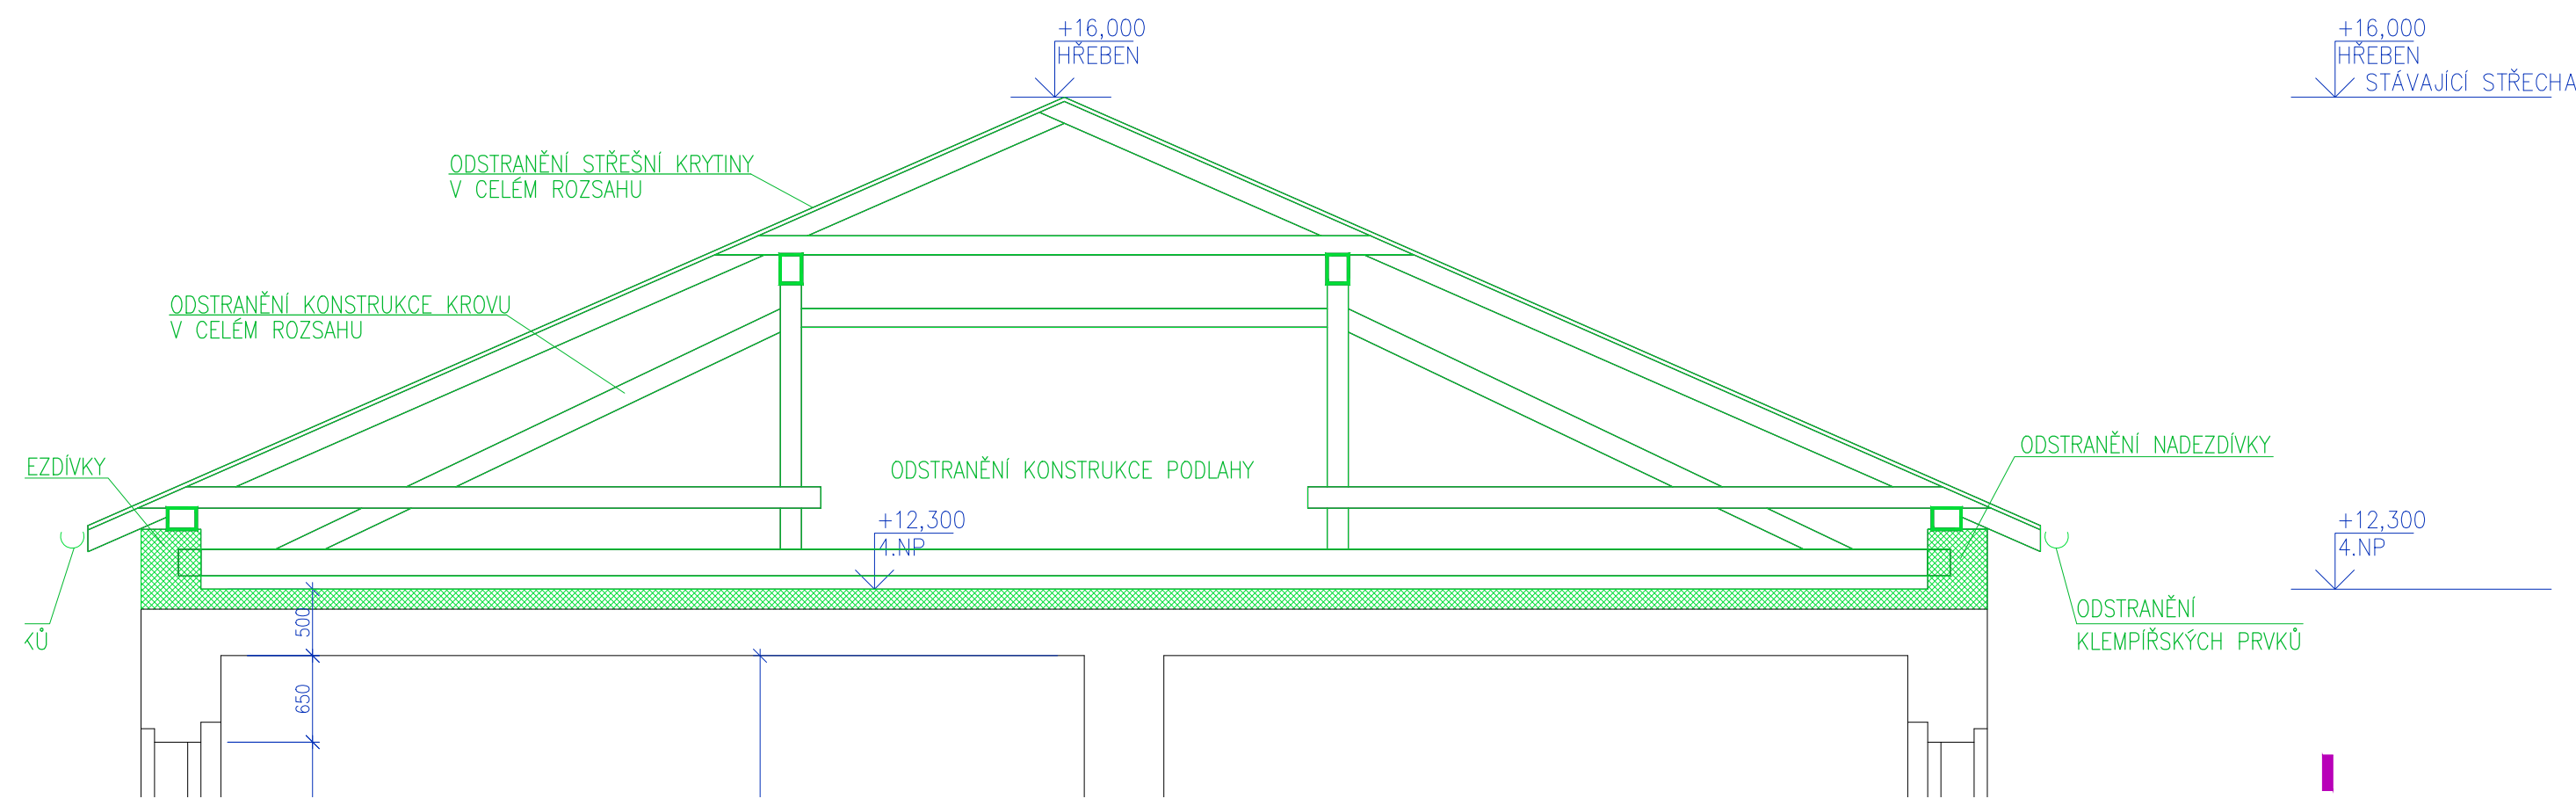 +16,000
HŘEBEN
+16,000
HŘEBEN
STÁVAJÍCÍ STŘECHA
ODSTRANĚNÍ STŘEŠNÍ KRYTINY
V CELÉM ROZSAHU
ODSTRANĚNÍ KONSTRUKCE KROVU
V CELÉM ROZSAHU
EZDÍVKY
ODSTRANĚNÍ KONSTRUKCE PODLAHY
ODSTRANĚNÍ NADEZDÍVKY
+12,300
4.NP
+12,300
4.NP
500
650
KŮ
ODSTRANĚNÍ
KLEMPÍŘSKÝCH PRVKŮ